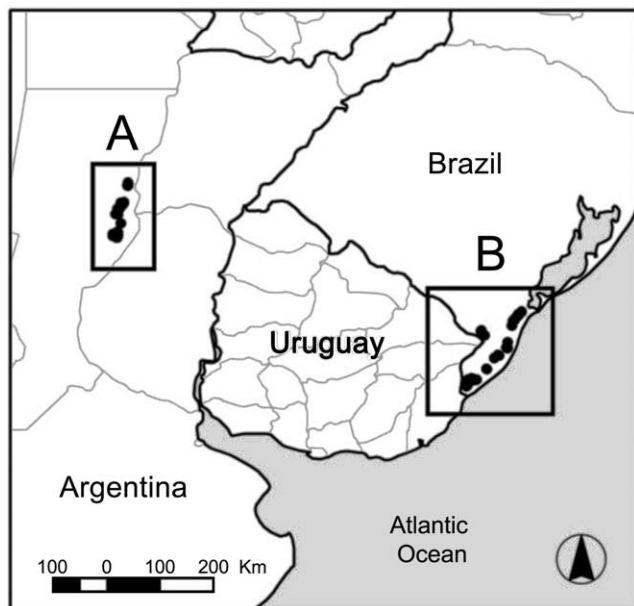 A
Brazil
B
Uruguay
Argentina
Atlantic
Ocean
100 0 100 200 Km